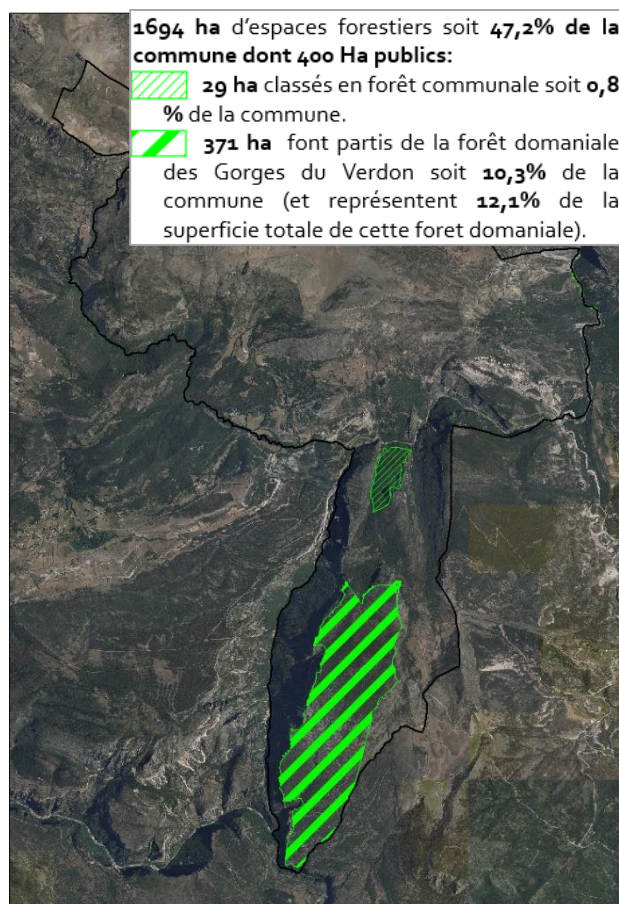 1694 ha d'espaces forestiers soit 47,2% de la
commune dont 400 Ha publics:
29 ha classés en forêt communale soit 0,8
% de la commune.
371 ha font partis de la forêt domaniale
des Gorges du Verdon soit 10,3% de la
commune (et représentent 12,1% de la
superficie totale de cette foret domaniale).